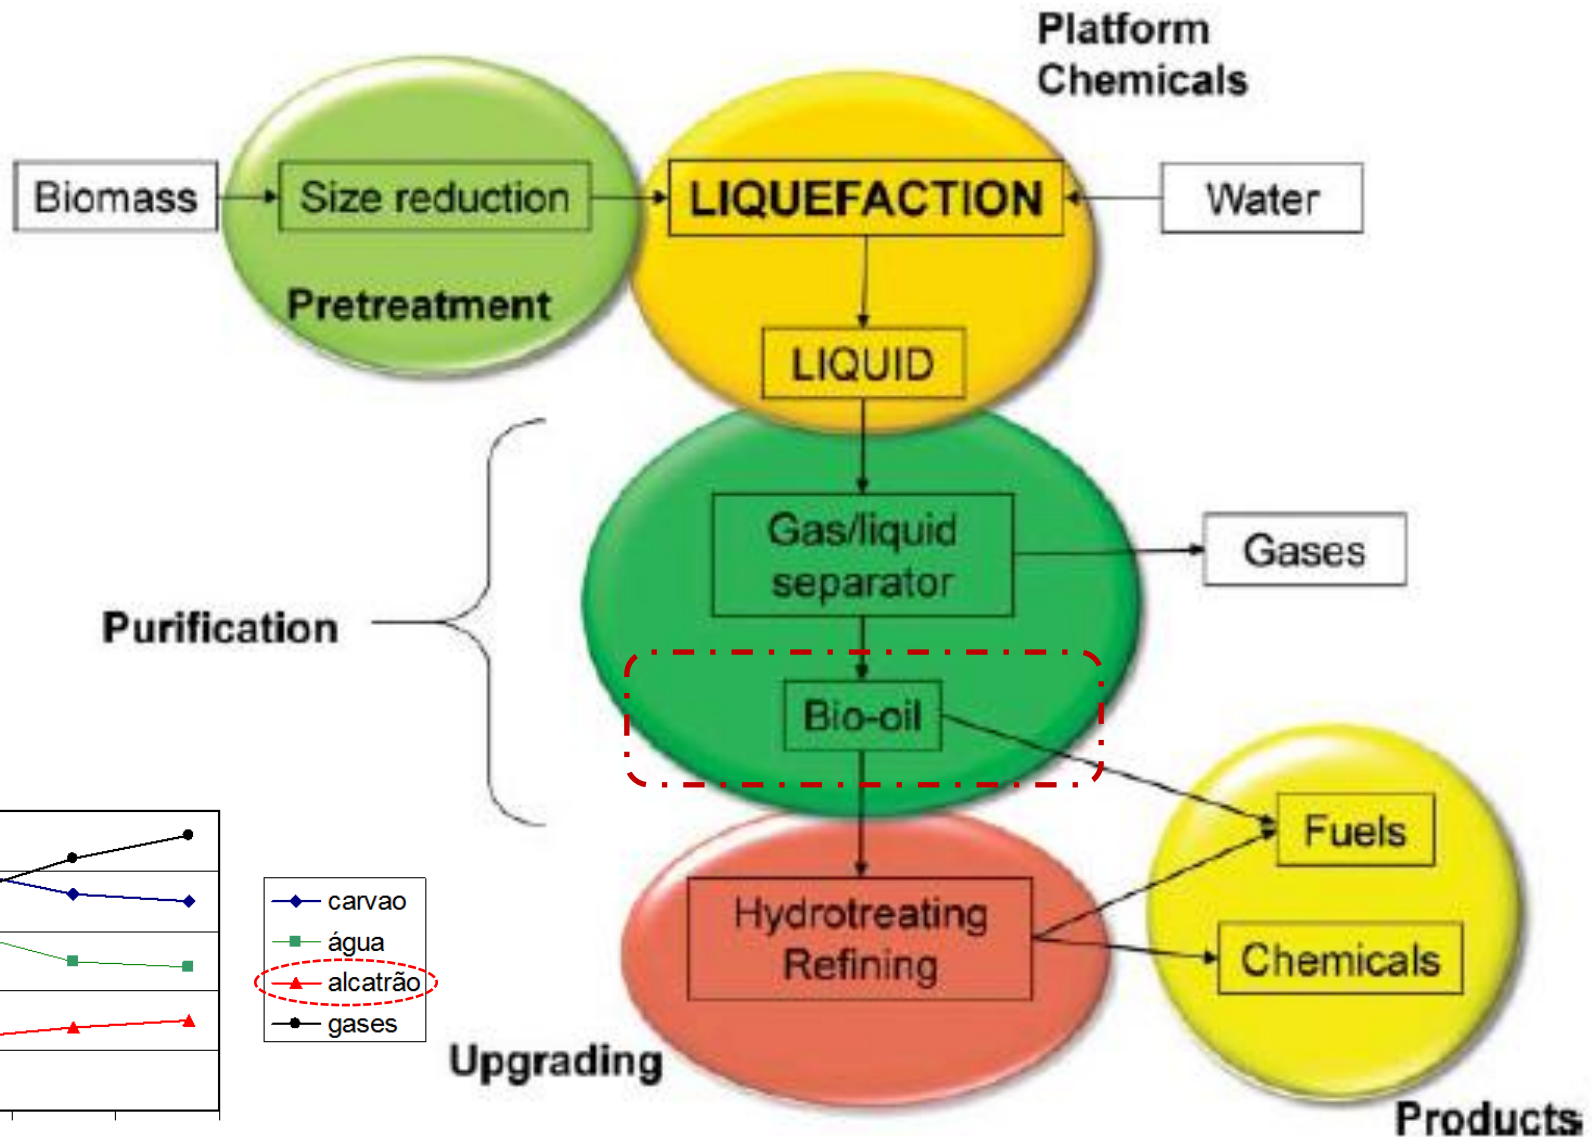 Platform
Chemicals
Biomass
Size reduction
LIQUEFACTION
Water
Pretreatment
LIQUID
Gas/liquid
separator
Gases
Purification
Bio-oil
Fuels
Hydrotreating
Refining
Chemicals
Upgrading
Products
carvao
água
alcatrão
gases